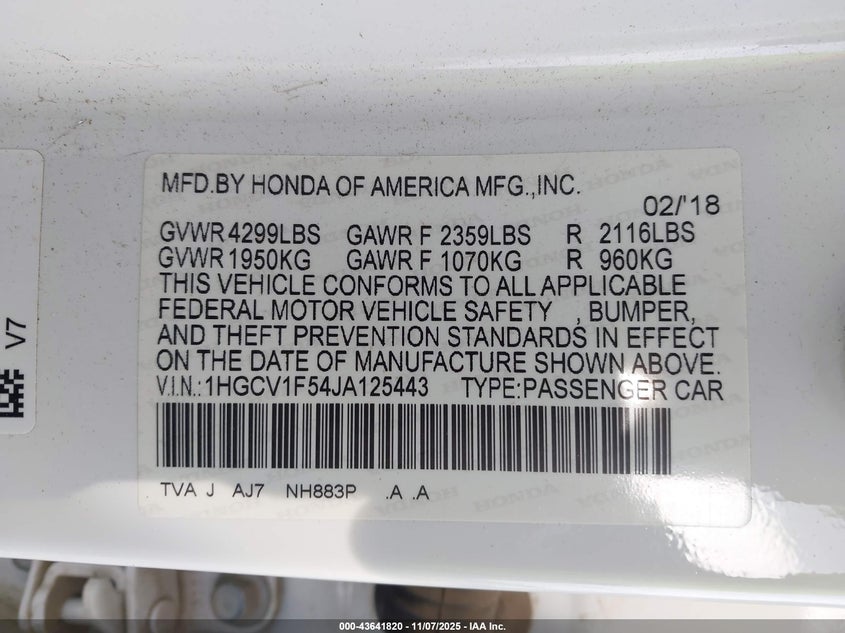 MFD.BY HONDA OF AMERICA MFG.,INC.
02/'18
GVWR 4299LBS GAWR F 2359LBS R 2116LBS
GVWR 1950KG GAWR F 1070KG R 960KG
THIS VEHICLE CONFORMS TO ALL APPLICABLE
FEDERAL MOTOR VEHICLE SAFETY , BUMPER,
AND THEFT PREVENTION STANDARDS IN EFFECT
ON THE DATE OF MANUFACTURE SHOWN ABOVE.
V.I.N.:1HGCV1F54JA125443 TYPE:PASSENGER CAR
TVA J AJ7 NH883P .A .A
V7
000-43641820 - 11/07/2025 - IAA Inc.